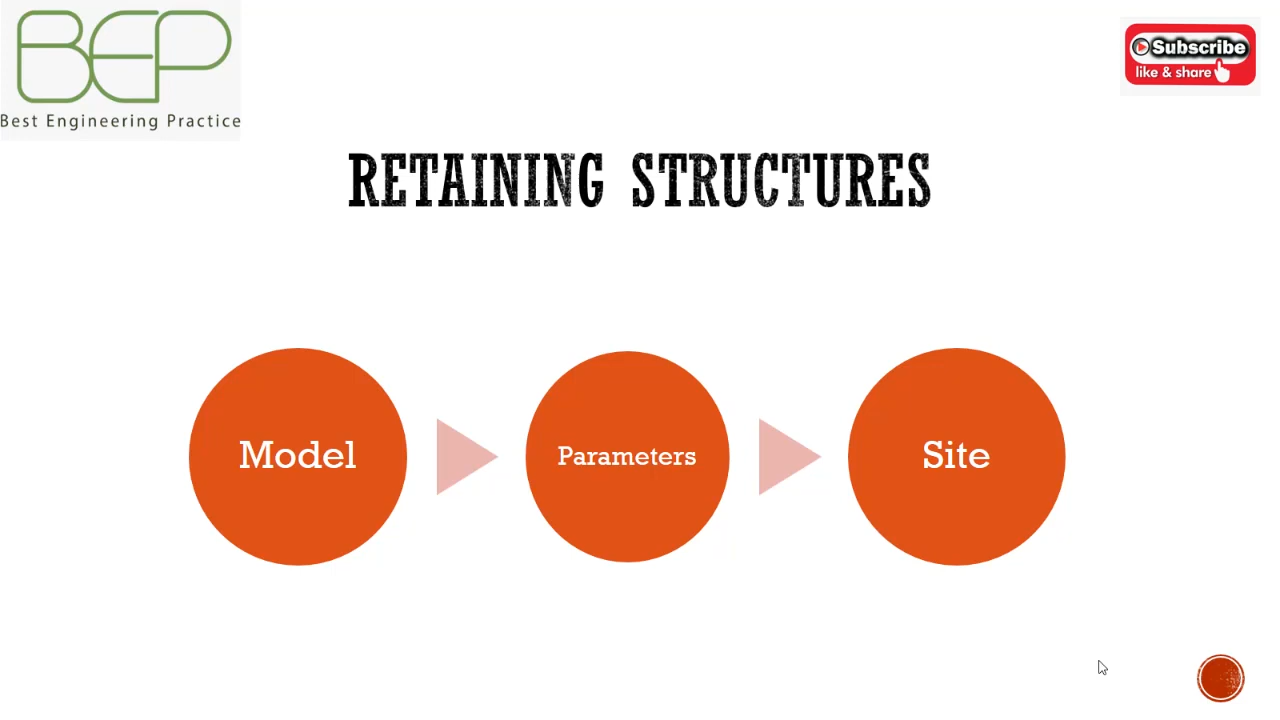 BEP
Best Engineering Practice
Subscribe
like & share
RETAINING STRUCTURES
Model
Parameters
Site